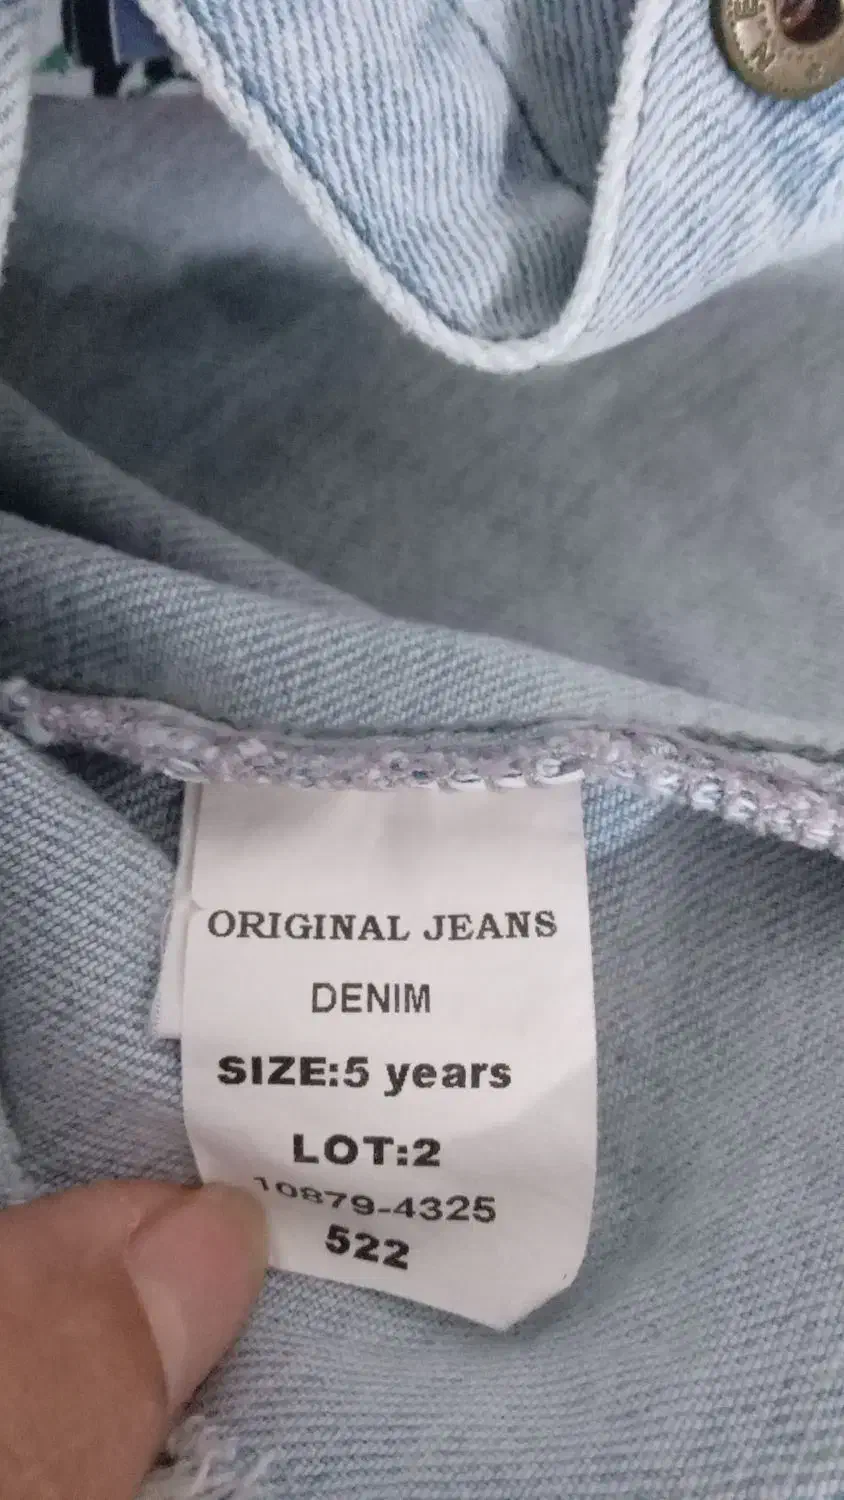 ORIGINAL JEANS
DENIM
SIZE:5 years
LOT:2
10879-4325
522